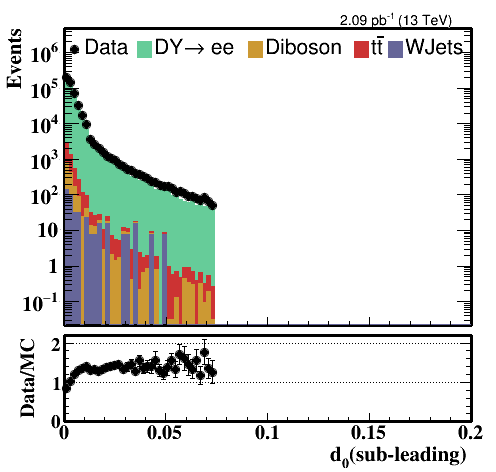 2.09 pb⁻¹ (13 TeV)
Events
Data DY→ ee Diboson tt̄ WJets
10⁶
10⁵
10⁴
10³
10²
10
1
10⁻¹
Data/MC
2
1
0
0 0.05 0.1 0.15 0.2
d₀(sub-leading)